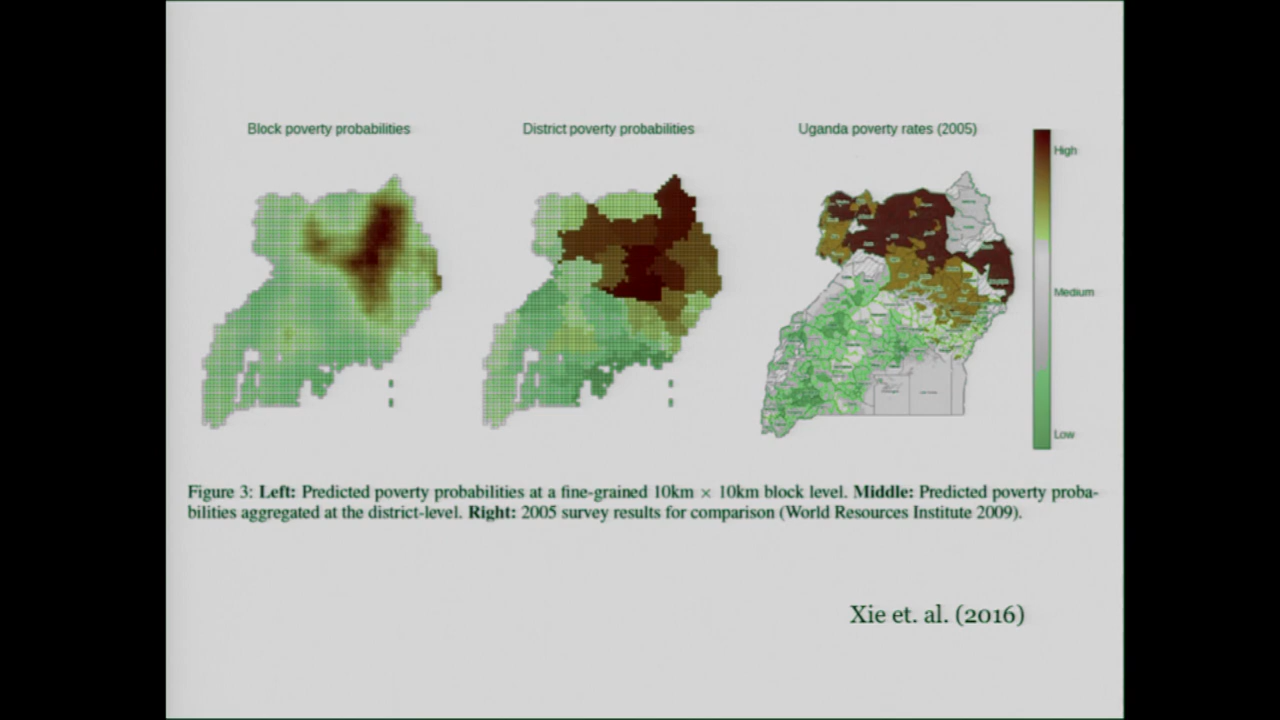 Block poverty probabilities
District poverty probabilities
Uganda poverty rates (2005)
High
Medium
Low
Figure 3: Left: Predicted poverty probabilities at a fine-grained 10km × 10km block level. Middle: Predicted poverty proba-
bilities aggregated at the district-level. Right: 2005 survey results for comparison (World Resources Institute 2009).
Xie et. al. (2016)